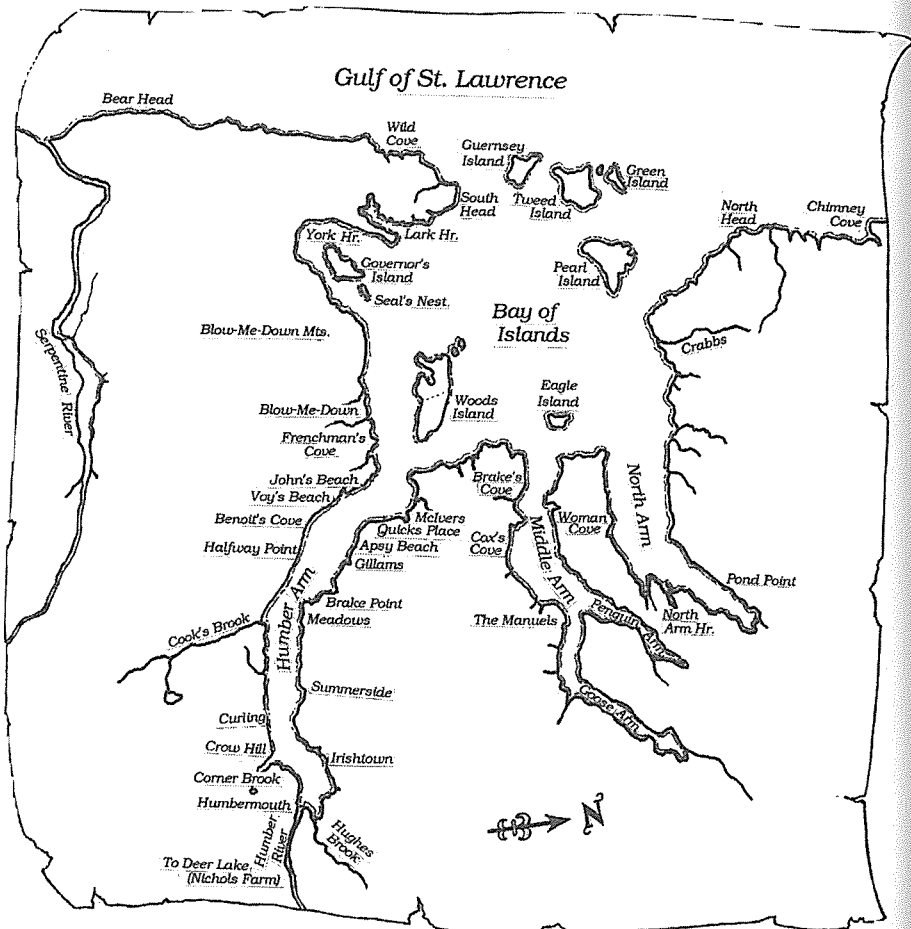 Gulf of St. Lawrence
Bear Head
Wild
Cove
Guernsey
Island
Green
Island
South
Head
Tweed
Island
North
Head
Chimney
Cove
York Hr.
Lark Hr.
Governor's
Island
Pearl
Island
Seal's Nest.
Bay of
Islands
Blow-Me-Down Mts.
Crabbs
Serpentine River
Eagle
Island
Woods
Island
Blow-Me-Down
Frenchman's
Cove
John's Beach
Voy's Beach
Brake's
Cove
North Arm
Benoit's Cove
McIvers
Quicks Place
Woman
Cove
Halfway Point
Apsy Beach
Gillams
Cox's
Cove
Middle Arm
Humber Arm
Pond Point
Brake Point
Meadows
The Manuels
Penguin Arm
North
Arm Hr.
Cook's Brook
Summerside
Goose Arm
Curling
Crow Hill
Irishtown
Corner Brook
Humbermouth
N
Humber
River
Hughes
Brook
To Deer Lake
(Nichols Farm)